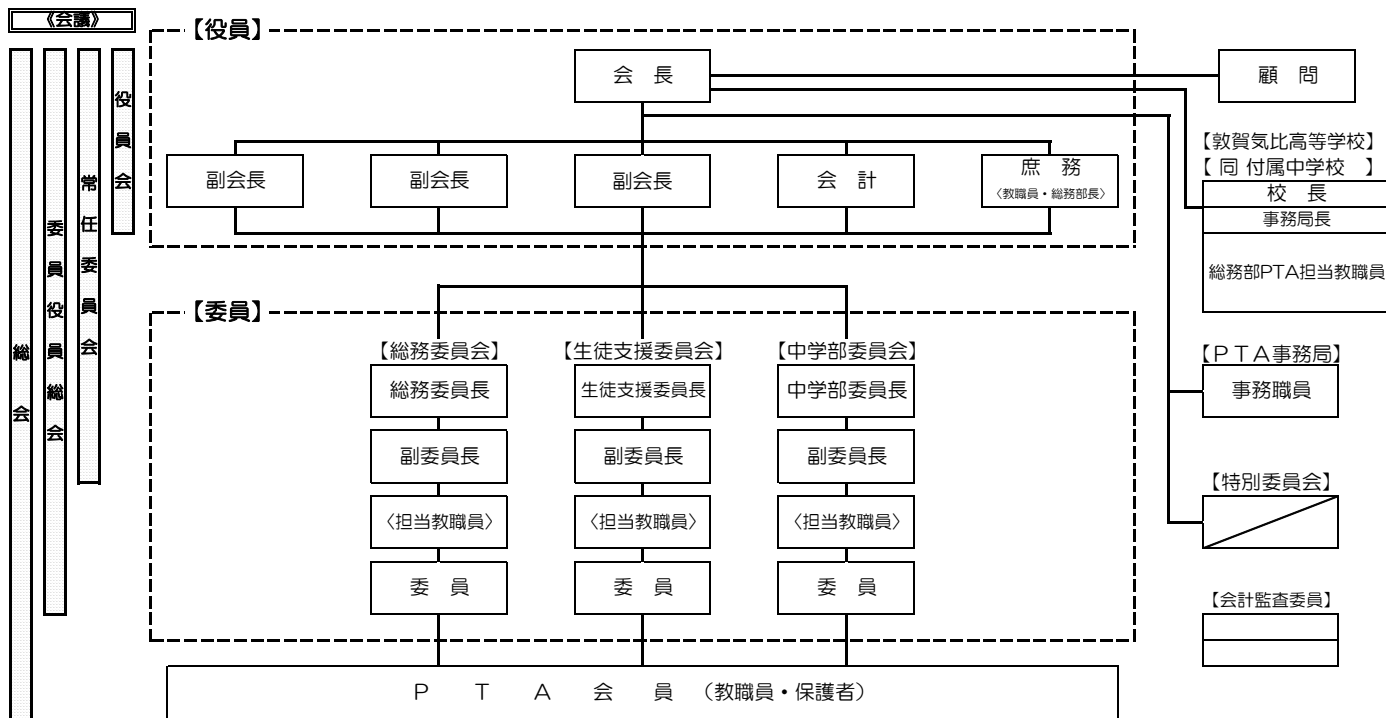 《会議》
総会
委員役員総会
常任委員会
役員会
【役員】
会 長
副会長
副会長
副会長
会 計
庶 務
〈教職員・総務部長〉
顧 問
【敦賀気比高等学校】
【 同 付属中学校 】
校 長
事務局長
総務部PTA担当教職員
【委員】
【総務委員会】
総務委員長
副委員長
〈担当教職員〉
委 員
【生徒支援委員会】
生徒支援委員長
副委員長
〈担当教職員〉
委 員
【中学部委員会】
中学部委員長
副委員長
〈担当教職員〉
委 員
【ＰＴＡ事務局】
事務職員
【特別委員会】
【会計監査委員】
Ｐ Ｔ Ａ 会 員 （教職員・保護者）